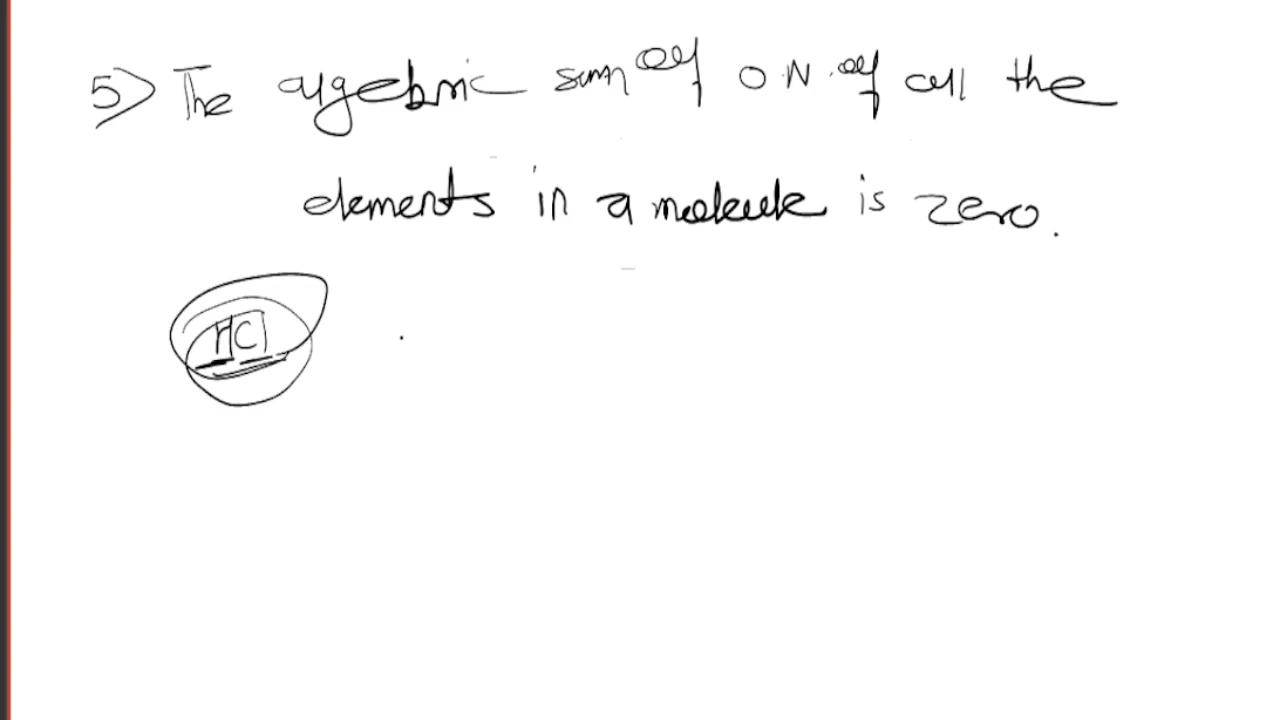 5) The algebric sum of O.N. of all the
elements in a molecule is zero.
HCl